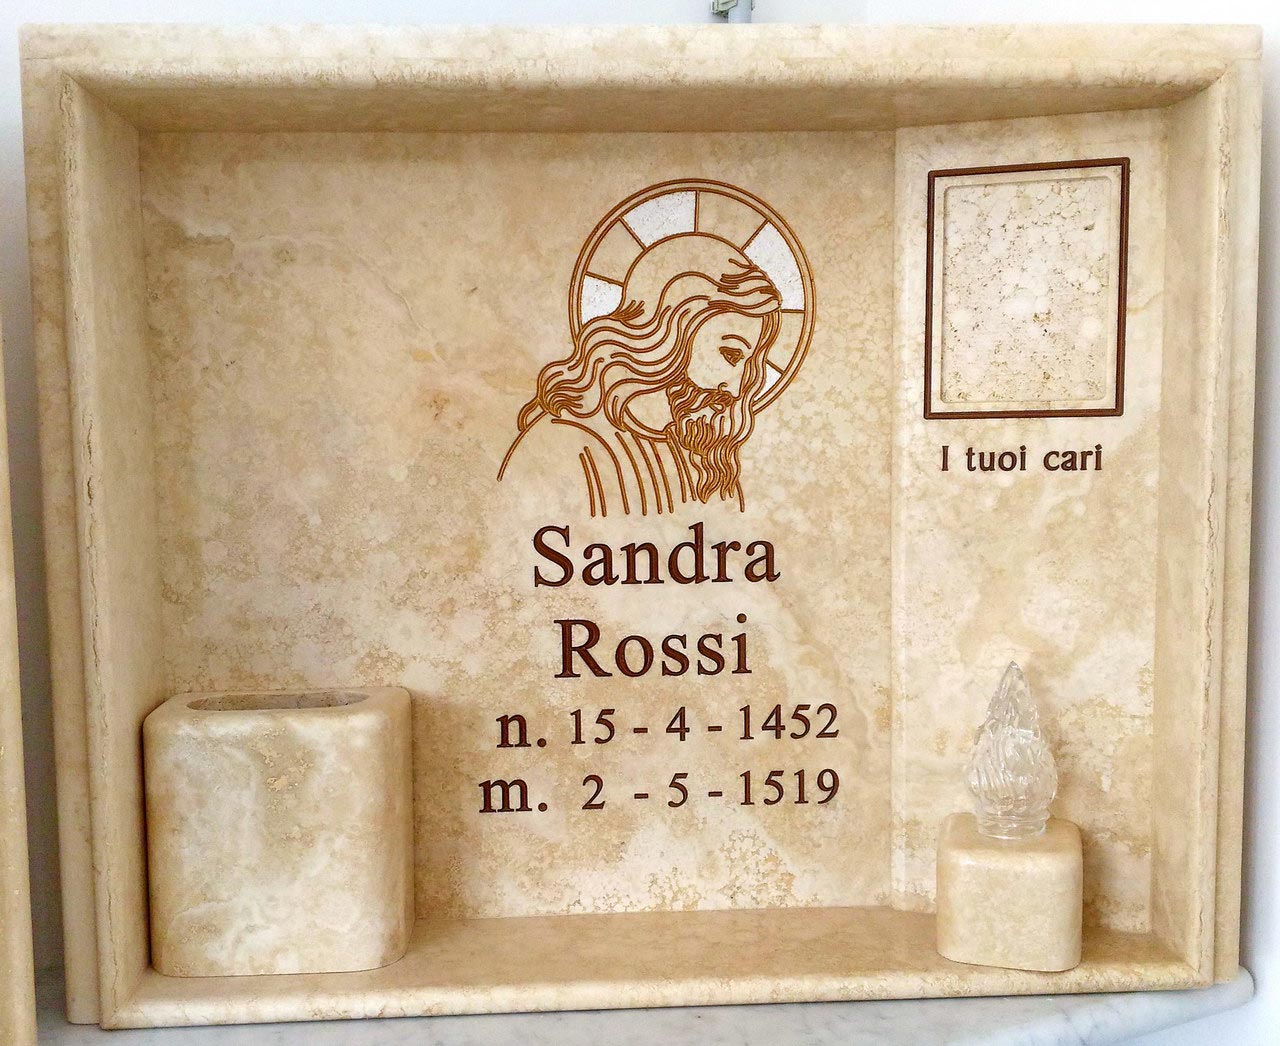 Sandra
Rossi
n. 15 - 4 - 1452
m. 2 - 5 - 1519
I tuoi cari